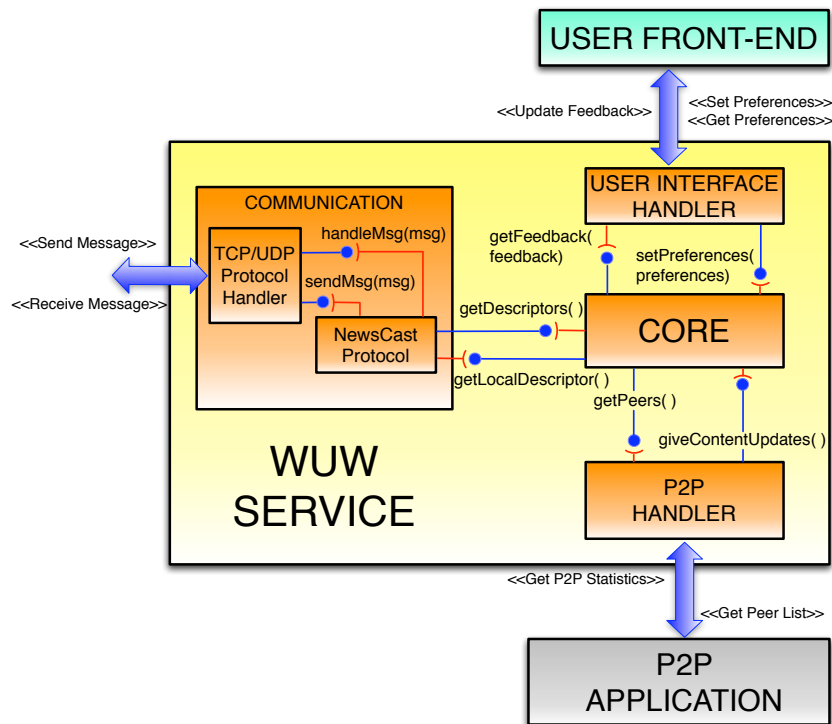 USER FRONT-END
<<Update Feedback>>
<<Set Preferences>>
<<Get Preferences>>
COMMUNICATION
USER INTERFACE
HANDLER
<<Send Message>>
<<Receive Message>>
TCP/UDP
Protocol
Handler
handleMsg(msg)
sendMsg(msg)
NewsCast
Protocol
getFeedback(
feedback)
setPreferences(
preferences)
getDescriptors( )
CORE
getLocalDescriptor( )
getPeers( )
giveContentUpdates( )
WUW
SERVICE
P2P
HANDLER
<<Get P2P Statistics>>
<<Get Peer List>>
P2P
APPLICATION